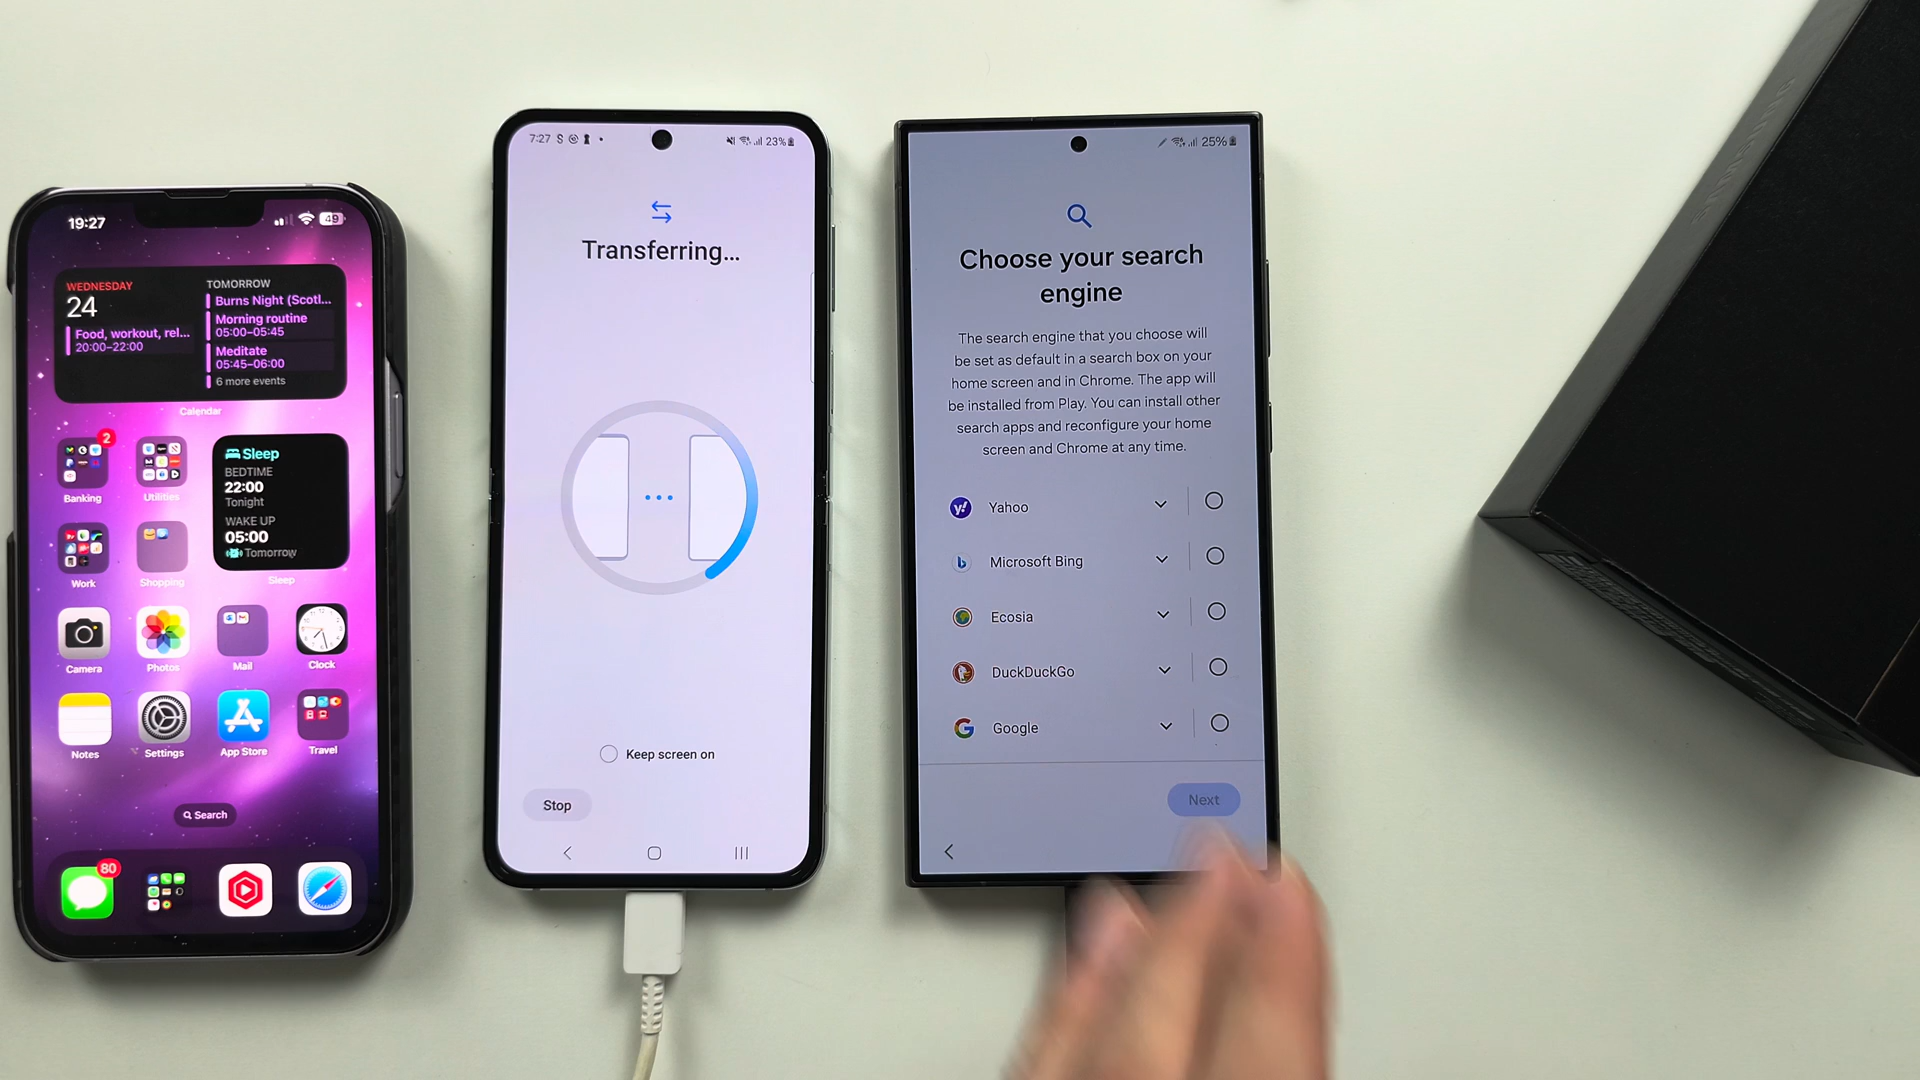 19:27
49
WEDNESDAY
24
Food, workout, rel...
20:00–22:00
TOMORROW
Burns Night (Scotl...
Morning routine
05:00–05:45
Meditate
05:45–06:00
6 more events
Calendar
2
Banking
Utilities
Sleep
BEDTIME
22:00
Tonight
WAKE UP
05:00
Tomorrow
Work
Shopping
Sleep
Camera
Photos
Mail
Clock
Notes
Settings
App Store
Travel
Search
80
7:27
23%
Transferring...
Keep screen on
Stop
25%
Choose your search
engine
The search engine that you choose will
be set as default in a search box on your
home screen and in Chrome. The app will
be installed from Play. You can install other
search apps and reconfigure your home
screen and Chrome at any time.
Yahoo
Microsoft Bing
Ecosia
DuckDuckGo
Google
Next